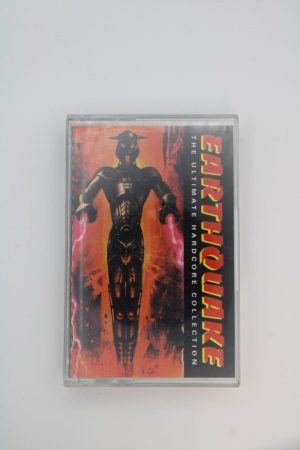 EARTHQUAKE
THE ULTIMATE HARDCORE COLLECTION